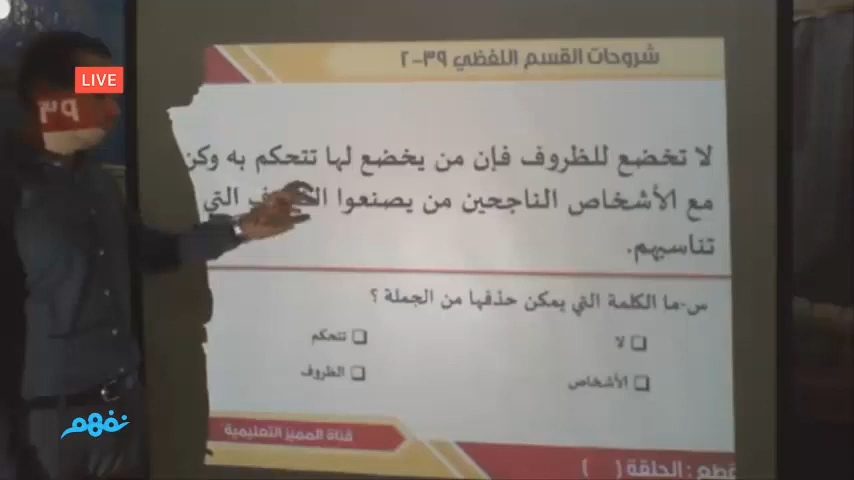 LIVE
٣٩
شروحات القسم اللفظي ٣٩-٢
لا تخضع للظروف فإن من يخضع لها تتحكم به وكن
مع الأشخاص الناجحين من يصنعوا التي
تناسبهم.
س-ما الكلمة التي يمكن حذفها من الجملة ؟
❑ لا ❑ تتحكم
❑ الأشخاص ❑ الظروف
قناة المميز التعليمية
قطع : الحلقة ( )
نفهم